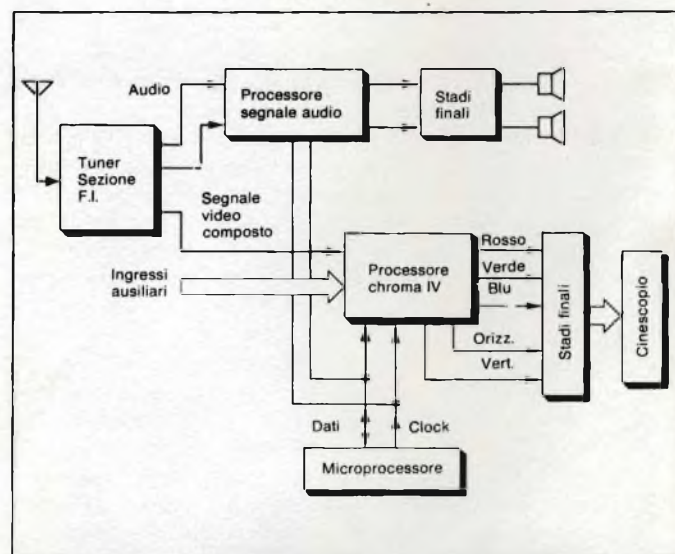 Audio
Processore
segnale audio
Stadi
finali
Tuner
Sezione
F.I.
Segnale
video
composto
Ingressi
ausiliari
Processore
chroma IV
Rosso
Verde
Blu
Orizz.
Vert.
Stadi finali
Cinescopio
Dati
Clock
Microprocessore